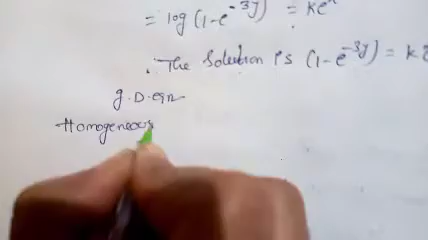 = log(1-e^-3y) = ke^x
∴ The Solution is (1-e^-3y) = k
g.D.eqn
Homogeneous